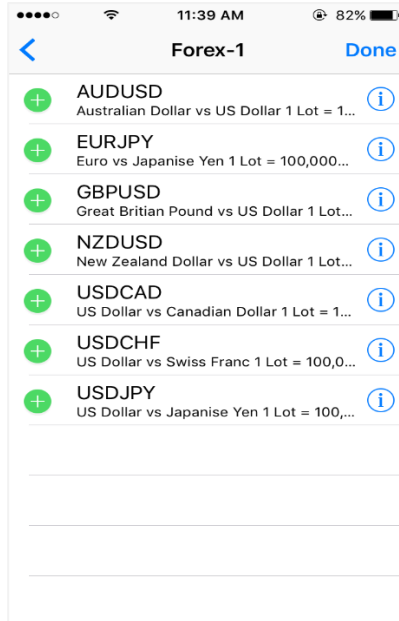 11:39 AM 82%
Forex-1 Done
AUDUSD
Australian Dollar vs US Dollar 1 Lot = 1...
EURJPY
Euro vs Japanise Yen 1 Lot = 100,000...
GBPUSD
Great Britian Pound vs US Dollar 1 Lot...
NZDUSD
New Zealand Dollar vs US Dollar 1 Lot...
USDCAD
US Dollar vs Canadian Dollar 1 Lot = 1...
USDCHF
US Dollar vs Swiss Franc 1 Lot = 100,0...
USDJPY
US Dollar vs Japanise Yen 1 Lot = 100,...